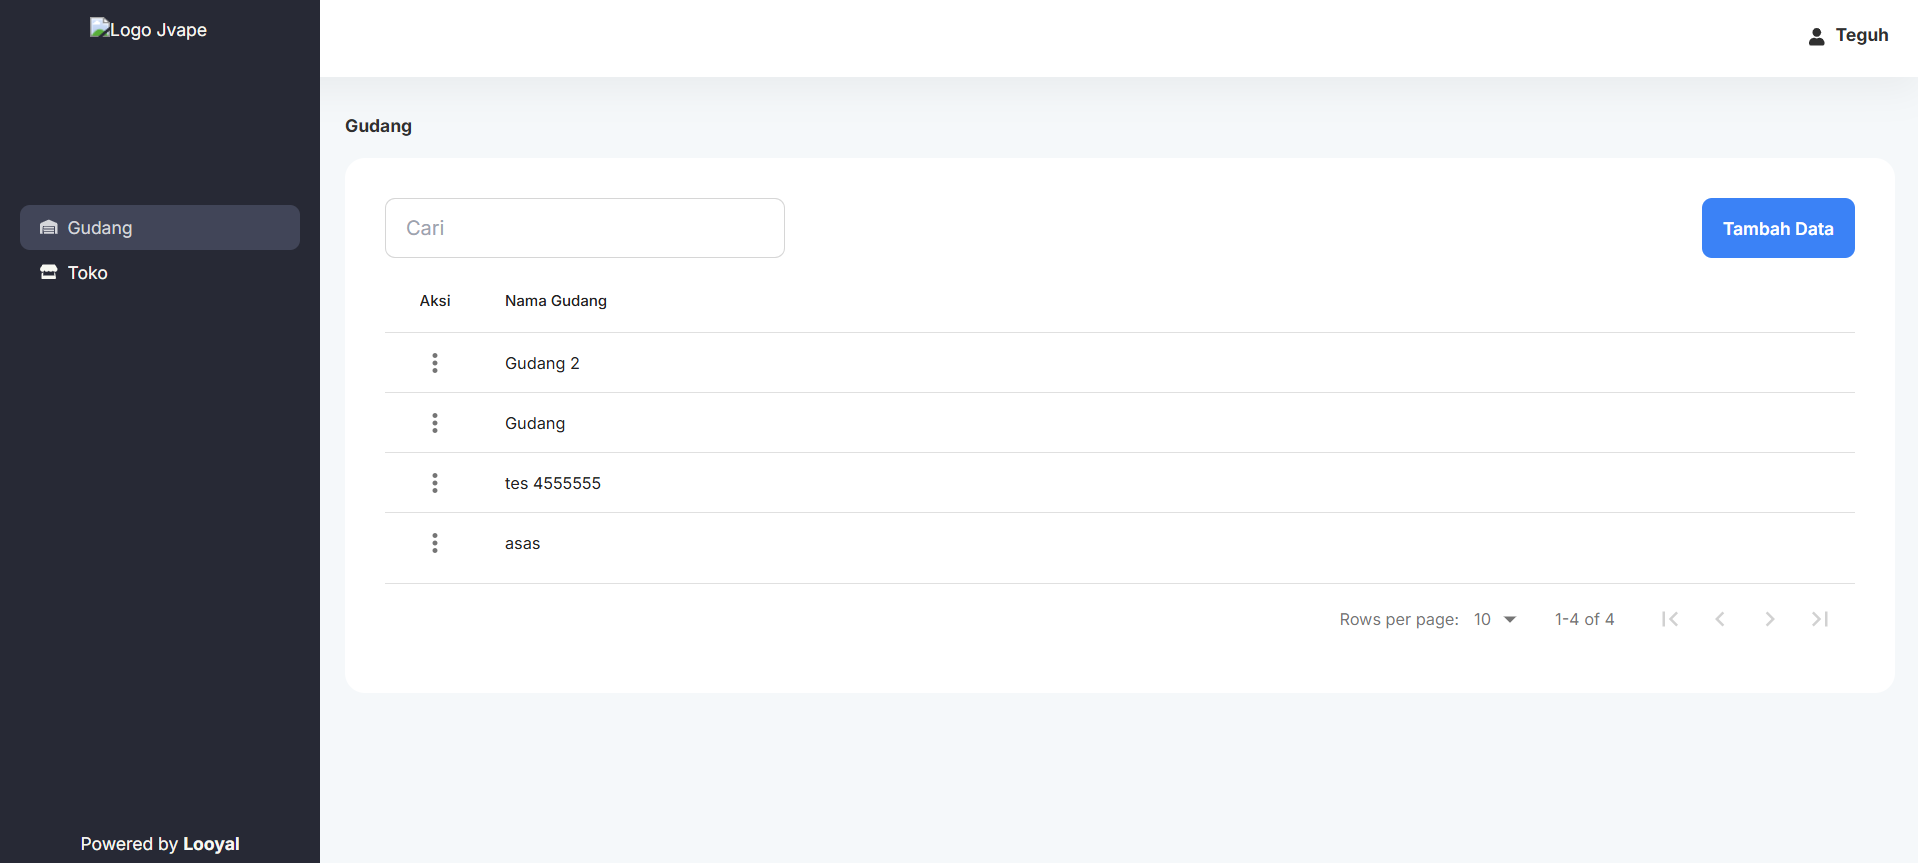 Logo Jvape
Teguh
Gudang
Toko
Gudang
Cari
Tambah Data
Aksi Nama Gudang
Gudang 2
Gudang
tes 4555555
asas
Rows per page: 10 1-4 of 4
Powered by Looyal